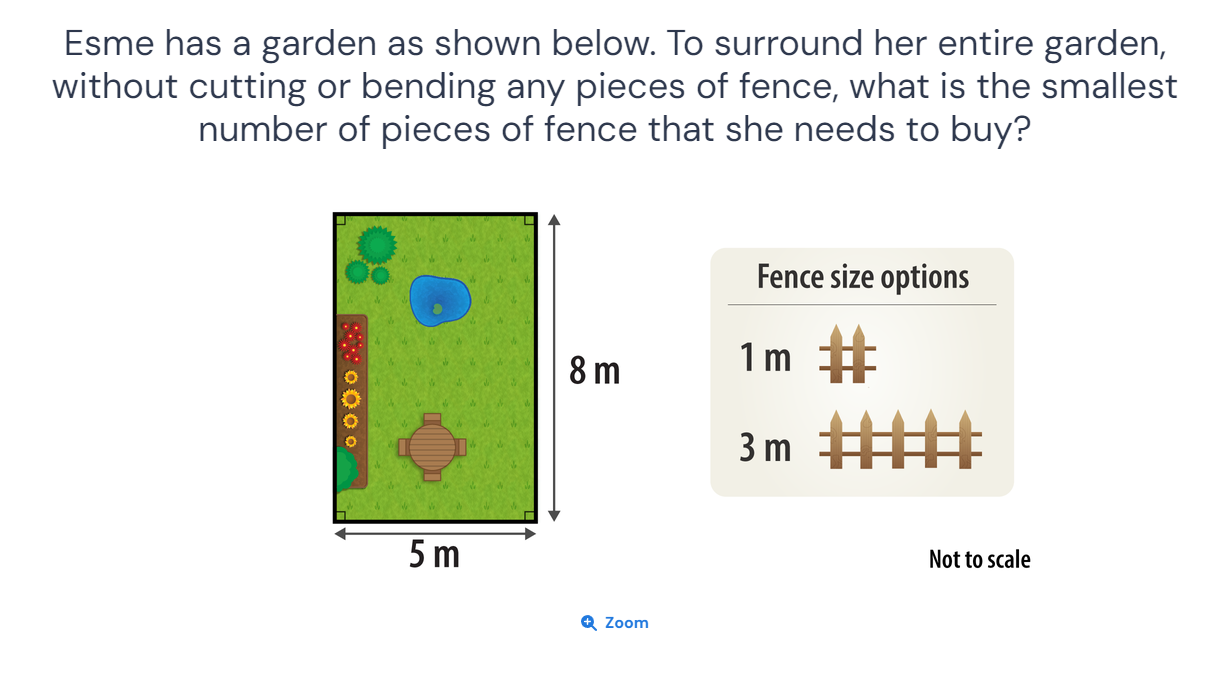 Esme has a garden as shown below. To surround her entire garden,
without cutting or bending any pieces of fence, what is the smallest
number of pieces of fence that she needs to buy?
8 m
5 m
Fence size options
1 m
3 m
Not to scale
Zoom